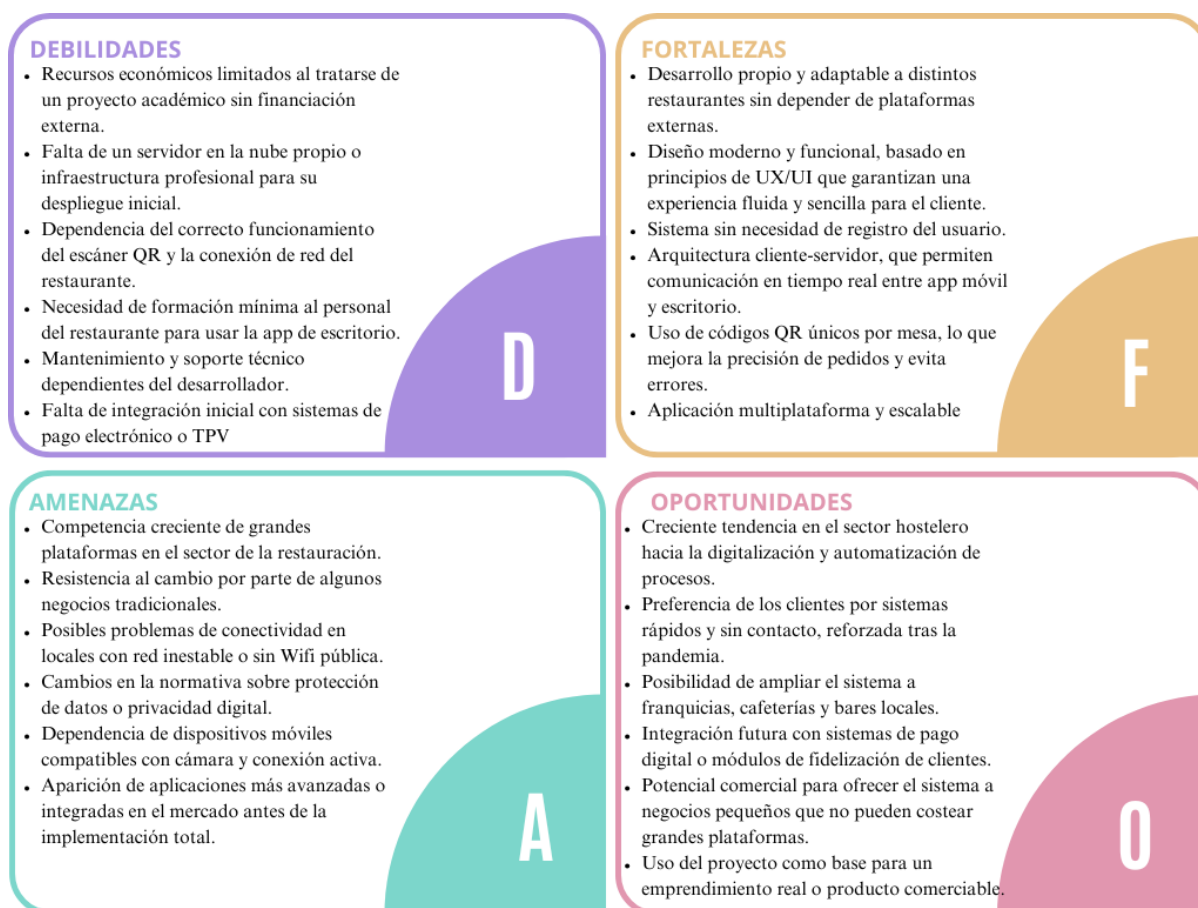 DEBILIDADES
• Recursos económicos limitados al tratarse de
un proyecto académico sin financiación
externa.
• Falta de un servidor en la nube propio o
infraestructura profesional para su
despliegue inicial.
• Dependencia del correcto funcionamiento
del escáner QR y la conexión de red del
restaurante.
• Necesidad de formación mínima al personal
del restaurante para usar la app de escritorio.
• Mantenimiento y soporte técnico
dependientes del desarrollador.
• Falta de integración inicial con sistemas de
pago electrónico o TPV
D
FORTALEZAS
• Desarrollo propio y adaptable a distintos
restaurantes sin depender de plataformas
externas.
• Diseño moderno y funcional, basado en
principios de UX/UI que garantizan una
experiencia fluida y sencilla para el cliente.
• Sistema sin necesidad de registro del usuario.
• Arquitectura cliente-servidor, que permiten
comunicación en tiempo real entre app móvil
y escritorio.
• Uso de códigos QR únicos por mesa, lo que
mejora la precisión de pedidos y evita
errores.
• Aplicación multiplataforma y escalable
F
AMENAZAS
• Competencia creciente de grandes
plataformas en el sector de la restauración.
• Resistencia al cambio por parte de algunos
negocios tradicionales.
• Posibles problemas de conectividad en
locales con red inestable o sin Wifi pública.
• Cambios en la normativa sobre protección
de datos o privacidad digital.
• Dependencia de dispositivos móviles
compatibles con cámara y conexión activa.
• Aparición de aplicaciones más avanzadas o
integradas en el mercado antes de la
implementación total.
A
OPORTUNIDADES
• Creciente tendencia en el sector hostelero
hacia la digitalización y automatización de
procesos.
• Preferencia de los clientes por sistemas
rápidos y sin contacto, reforzada tras la
pandemia.
• Posibilidad de ampliar el sistema a
franquicias, cafeterías y bares locales.
• Integración futura con sistemas de pago
digital o módulos de fidelización de clientes.
• Potencial comercial para ofrecer el sistema a
negocios pequeños que no pueden costear
grandes plataformas.
• Uso del proyecto como base para un
emprendimiento real o producto comerciable.
O